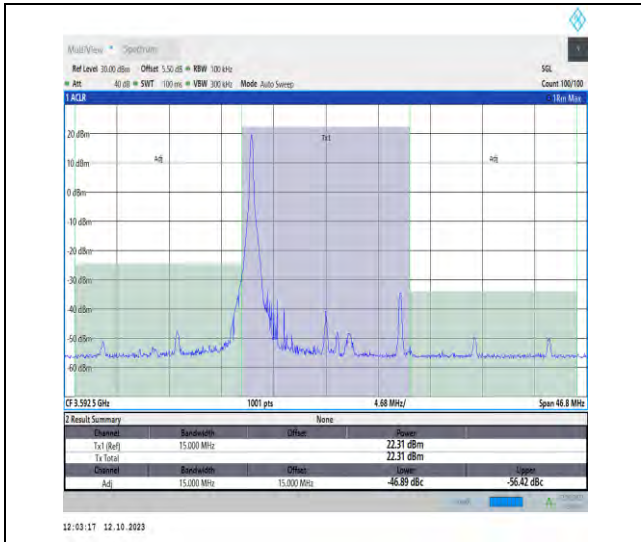 MultiView Spectrum
Ref Level 30.00 dBm Offset 5.50 dB RBW 100 kHz SGL
Att 40 dB SWT 100 ms VBW 300 kHz Mode Auto Sweep Count 100/100
1 ACLR 1Rm Max
Tx1
20 dBm
Adj Adj
10 dBm
0 dBm
-10 dBm
-20 dBm
-30 dBm
-40 dBm
-50 dBm
-60 dBm
CF 3.5925 GHz 1001 pts 4.68 MHz/ Span 46.8 MHz
2 Result Summary None
Channel Bandwidth Offset Power
Tx1 (Ref) 15.000 MHz 22.31 dBm
Tx Total 22.31 dBm
Channel Bandwidth Offset Lower Upper
Adj 15.000 MHz 15.000 MHz -46.89 dBc -56.42 dBc
12:03:17 12.10.2023